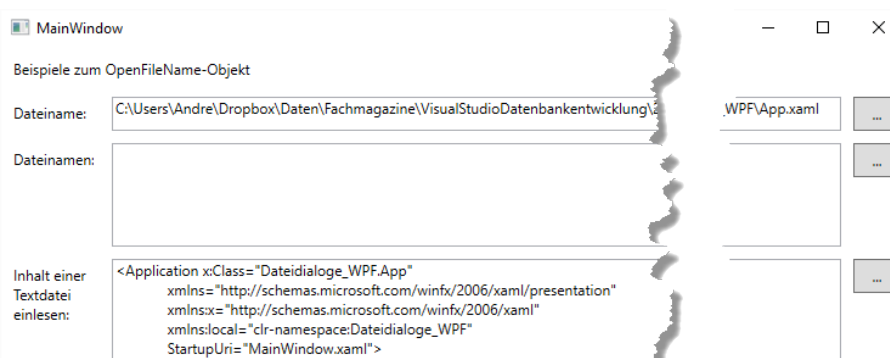 MainWindow
Beispiele zum OpenFileName-Objekt
Dateiname: C:\Users\Andre\Dropbox\Daten\Fachmagazine\VisualStudioDatenbankentwicklung\ _WPF\App.xaml ...
Dateinamen: ...
Inhalt einer
Textdatei
einlesen:
...
<Application x:Class="Dateidialoge_WPF.App"
xmlns="http://schemas.microsoft.com/winfx/2006/xaml/presentation"
xmlns:x="http://schemas.microsoft.com/winfx/2006/xaml"
xmlns:local="clr-namespace:Dateidialoge_WPF"
StartupUri="MainWindow.xaml">